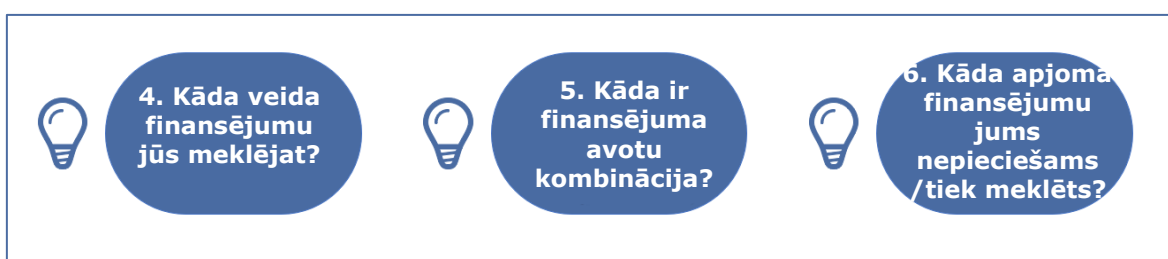 4. Kāda veida
finansējumu
jūs meklējat?
5. Kāda ir
finansējuma
avotu
kombinācija?
6. Kāda apjoma
finansējumu
jums
nepieciešams
/tiek meklēts?